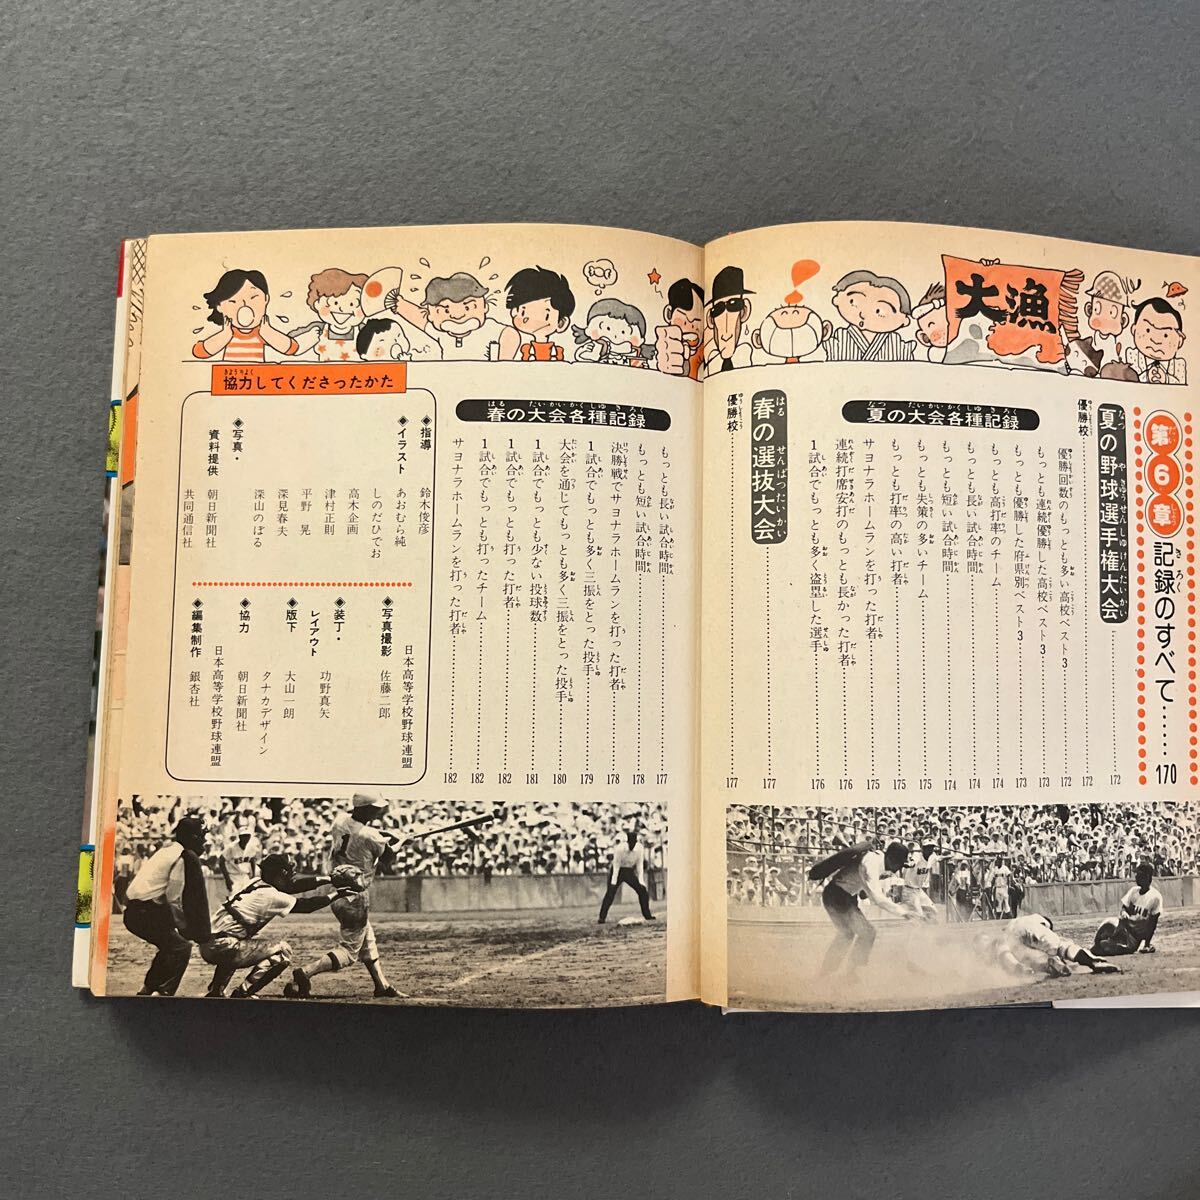 大漁
第6章 記録のすべて……170
夏の野球選手権大会……172
優勝校……172
優勝回数のもっとも多い高校ベスト3……172
もっとも連続優勝した高校ベスト3……173
もっとも優勝した府県別ベスト3……173
夏の大会各種記録
もっとも高打率のチーム……174
もっとも長い試合時間……174
もっとも短い試合時間……174
もっとも失策の多いチーム……175
もっとも打率の高い打者……175
サヨナラホームランを打った打者……175
連続打席安打のもっとも長かった打者……176
1試合でもっとも多く盗塁した選手……176
春の選抜大会……177
優勝校……177
春の大会各種記録
もっとも長い試合時間……177
もっとも短い試合時間……178
決勝戦でサヨナラホームランを打った打者……178
1試合でもっとも多く三振をとった投手……179
大会を通じてもっとも多く三振をとった投手……180
1試合でもっとも少ない投球数……181
1試合でもっとも打った打者……182
1試合でもっとも打ったチーム……182
サヨナラホームランを打った打者……182
協力してくださったかた
◆指導 鈴木俊彦
◆イラスト あおむら純
しのだひでお
高木企画
津村正則
平野晃
深見春夫
深山のぼる
◆写真・資料提供 朝日新聞社
共同通信社
日本高等学校野球連盟
◆写真撮影 佐藤二郎
◆装丁・レイアウト 功野真矢
◆版下 大山一朗
タナカデザイン
◆協力 朝日新聞社
日本高等学校野球連盟
◆編集制作 銀杏社